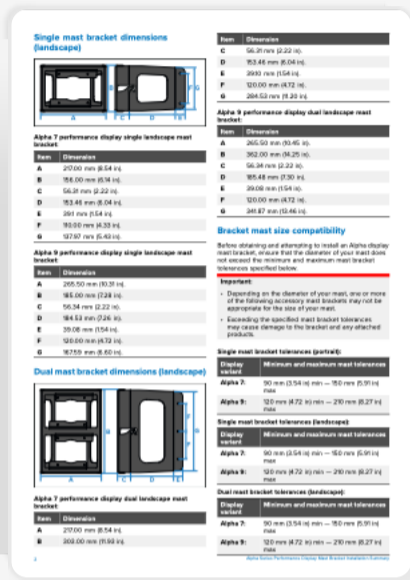 Single mast bracket dimensions
(landscape)
A
B
C
D
E
F
G
Alpha 7 performance display single landscape mast
bracket
Item Dimension
A 217.00 mm (8.54 in).
B 156.00 mm (6.14 in).
C 56.31 mm (2.22 in).
D 153.46 mm (6.04 in).
E 39.1 mm (1.54 in).
F 110.00 mm (4.33 in).
G 137.97 mm (5.43 in).
Alpha 9 performance display single landscape mast
bracket:
Item Dimension
A 265.50 mm (10.31 in).
B 185.00 mm (7.28 in).
C 56.34 mm (2.22 in).
D 184.53 mm (7.26 in).
E 39.08 mm (1.54 in).
F 120.00 mm (4.72 in).
G 167.59 mm (6.60 in).
Dual mast bracket dimensions (landscape)
A
B
C
D
E
F
G
Alpha 7 performance display dual landscape mast
bracket
Item Dimension
A 217.00 mm (8.54 in).
B 303.00 mm (11.93 in).
Item Dimension
C 56.31 mm (2.22 in).
D 153.46 mm (6.04 in).
E 39.10 mm (1.54 in).
F 120.00 mm (4.72 in).
G 284.53 mm (11.20 in).
Alpha 9 performance display dual landscape mast
bracket:
Item Dimension
A 265.50 mm (10.45 in).
B 362.00 mm (14.25 in).
C 56.34 mm (2.22 in).
D 185.48 mm (7.30 in).
E 39.08 mm (1.54 in).
F 120.00 mm (4.72 in).
G 341.87 mm (13.46 in).
Bracket mast size compatibility
Before obtaining and attempting to install an Alpha display
mast bracket, ensure that the diameter of your mast does
not exceed the minimum and maximum mast bracket
tolerances specified below.
Important:
• Depending on the diameter of your mast, one or more
of the following accessory mast brackets may not be
appropriate for the size of your mast.
• Exceeding the specified mast bracket tolerances
may cause damage to the bracket and any attached
products.
Single mast bracket tolerances (portrait):
Display Minimum and maximum mast tolerances
variant
Alpha 7: 90 mm (3.54 in) min — 150 mm (5.91 in)
max
Alpha 9: 120 mm (4.72 in) min — 210 mm (8.27 in)
max
Single mast bracket tolerances (landscape):
Display Minimum and maximum mast tolerances
variant
Alpha 7: 90 mm (3.54 in) min — 150 mm (5.91 in)
max
Alpha 9: 120 mm (4.72 in) min — 210 mm (8.27 in)
max
Dual mast bracket tolerances (landscape):
Display Minimum and maximum mast tolerances
variant
Alpha 7: 90 mm (3.54 in) min — 150 mm (5.91 in)
max
Alpha 9: 120 mm (4.72 in) min — 210 mm (8.27 in)
max
Alpha Series Performance Display Mast Bracket Installation Summary